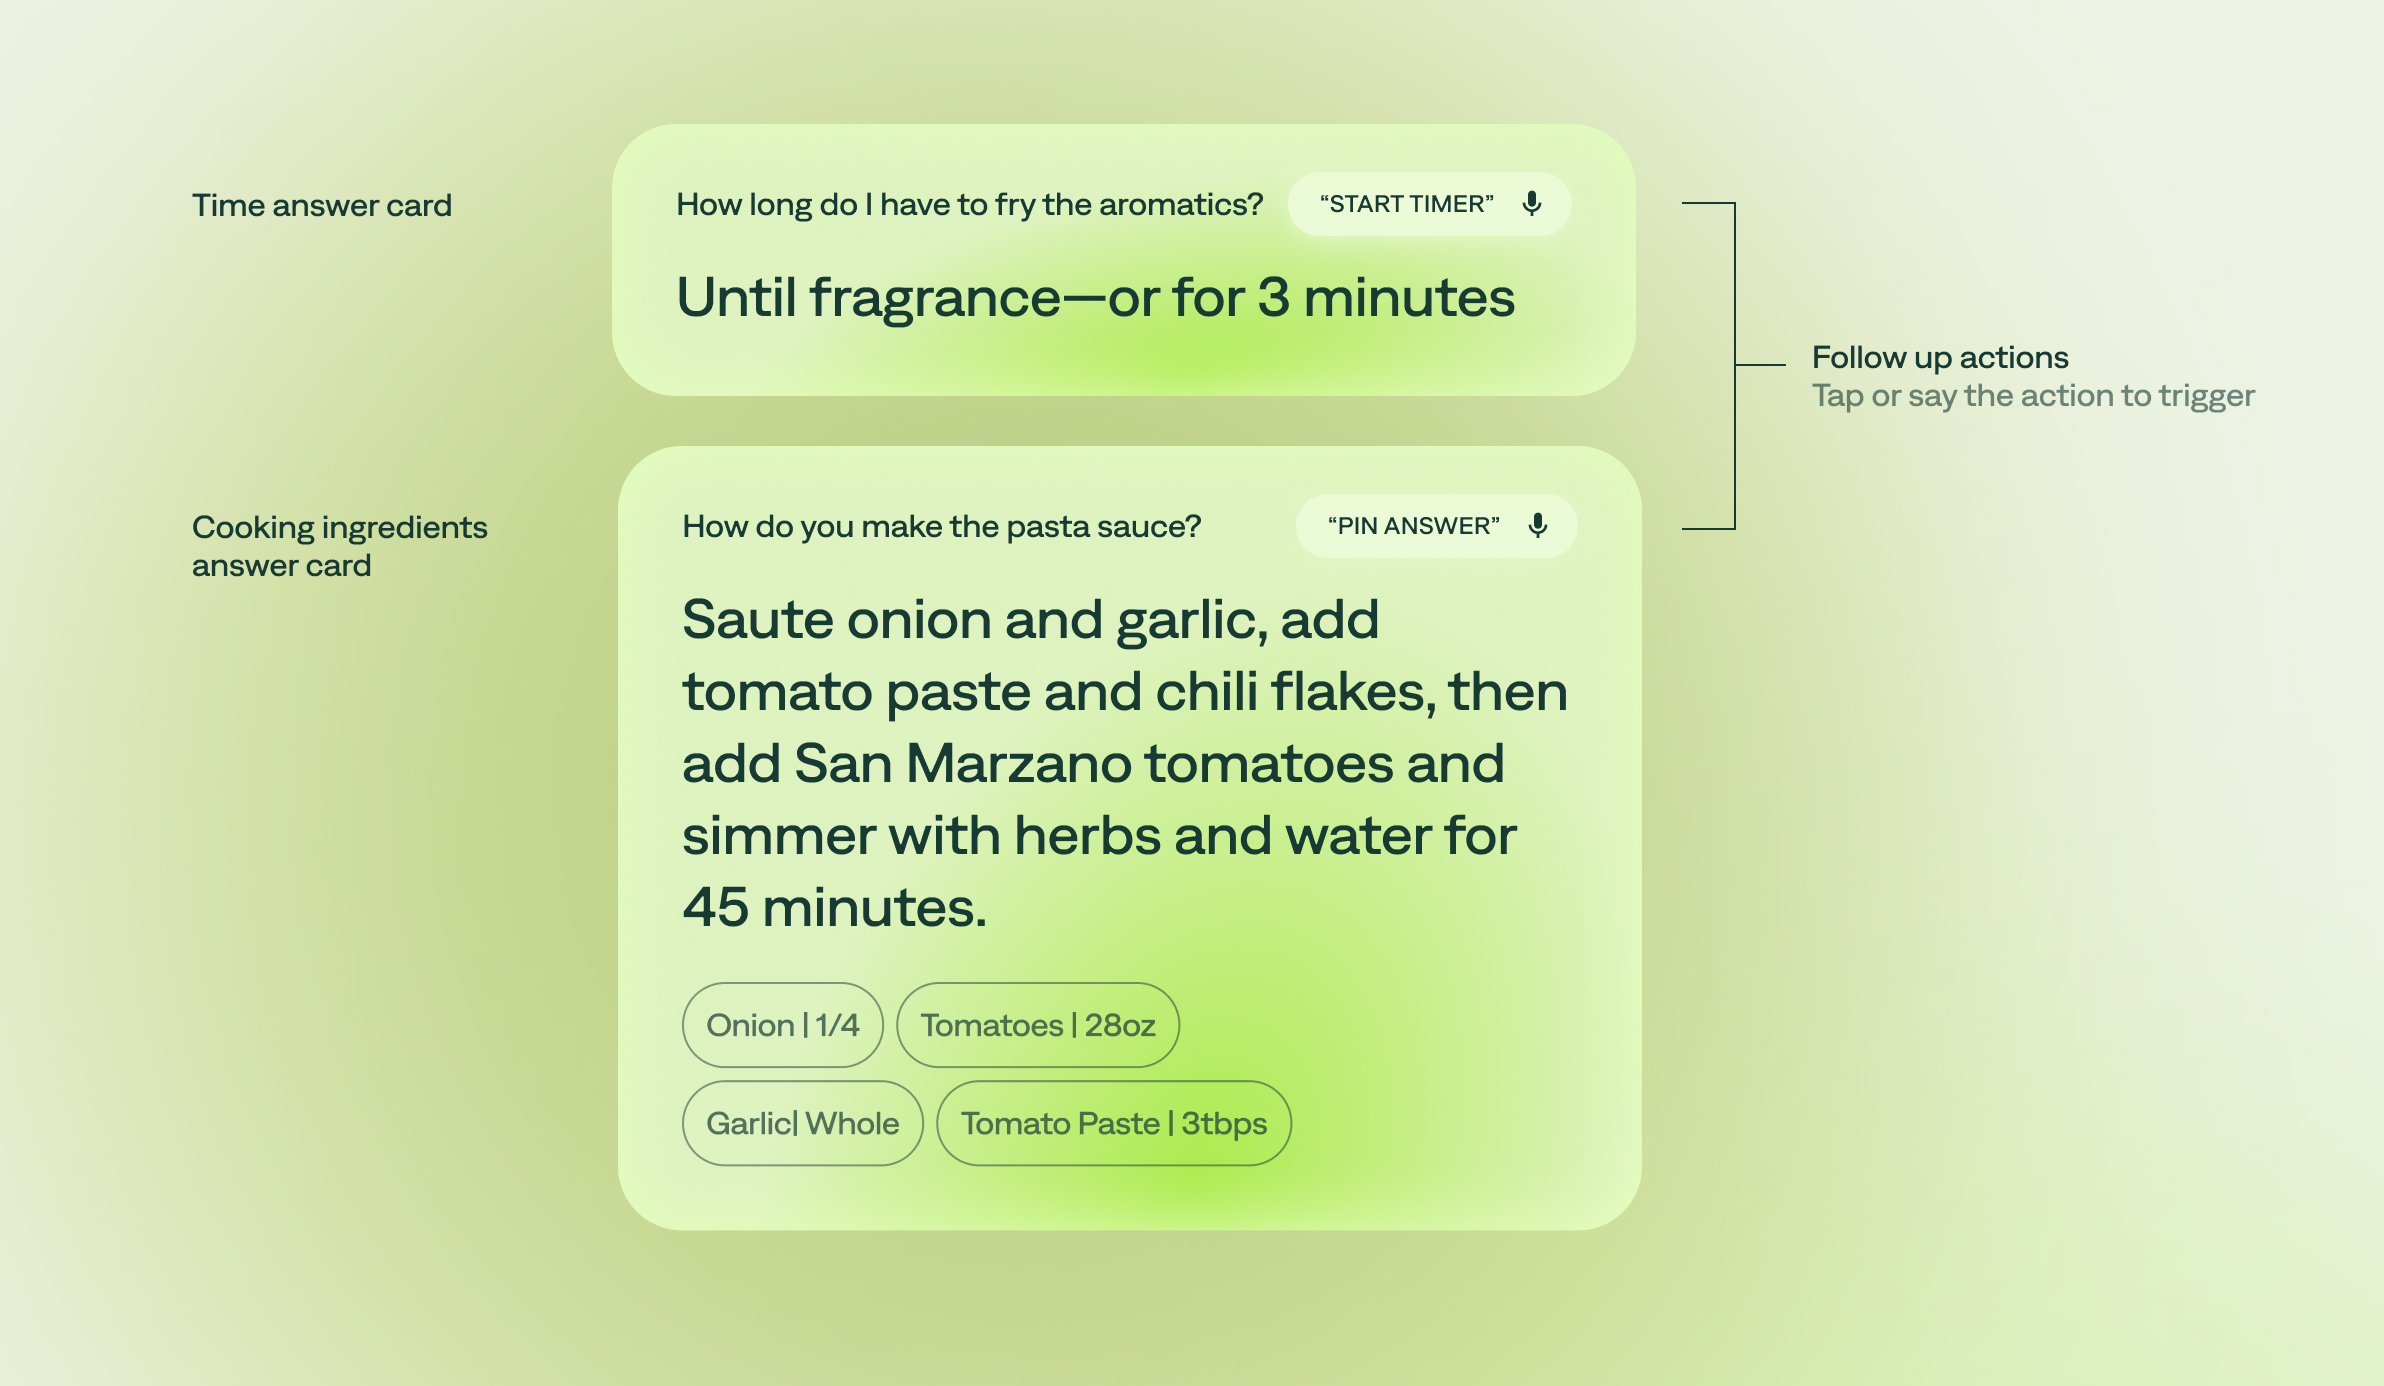 Time answer card
How long do I have to fry the aromatics?
“START TIMER”
Until fragrance—or for 3 minutes
Follow up actions
Tap or say the action to trigger
Cooking ingredients
answer card
How do you make the pasta sauce?
“PIN ANSWER”
Saute onion and garlic, add
tomato paste and chili flakes, then
add San Marzano tomatoes and
simmer with herbs and water for
45 minutes.
Onion | 1/4
Tomatoes | 28oz
Garlic| Whole
Tomato Paste | 3tbps